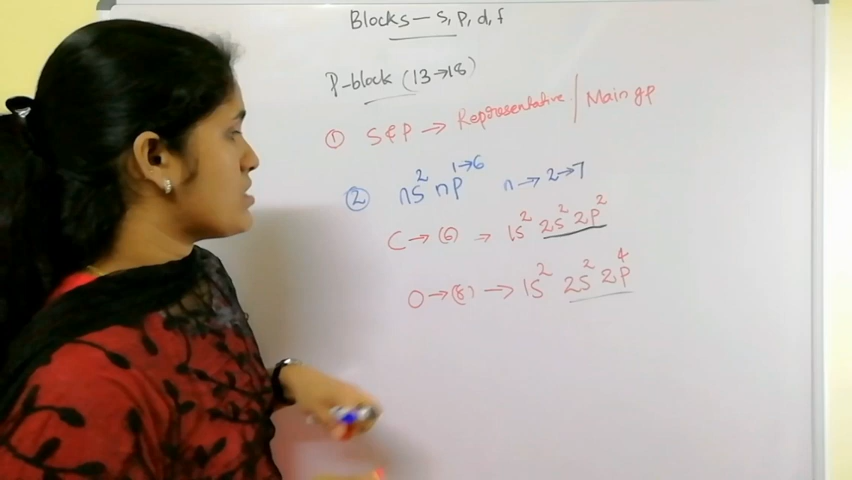 Blocks - s, p, d, f
P-block (13→18)
① S & P → Representative / Main gp
② ns² np¹→⁶ n → 2→7
C → (6) → 1s² 2s² 2p²
O → (8) → 1s² 2s² 2p⁴